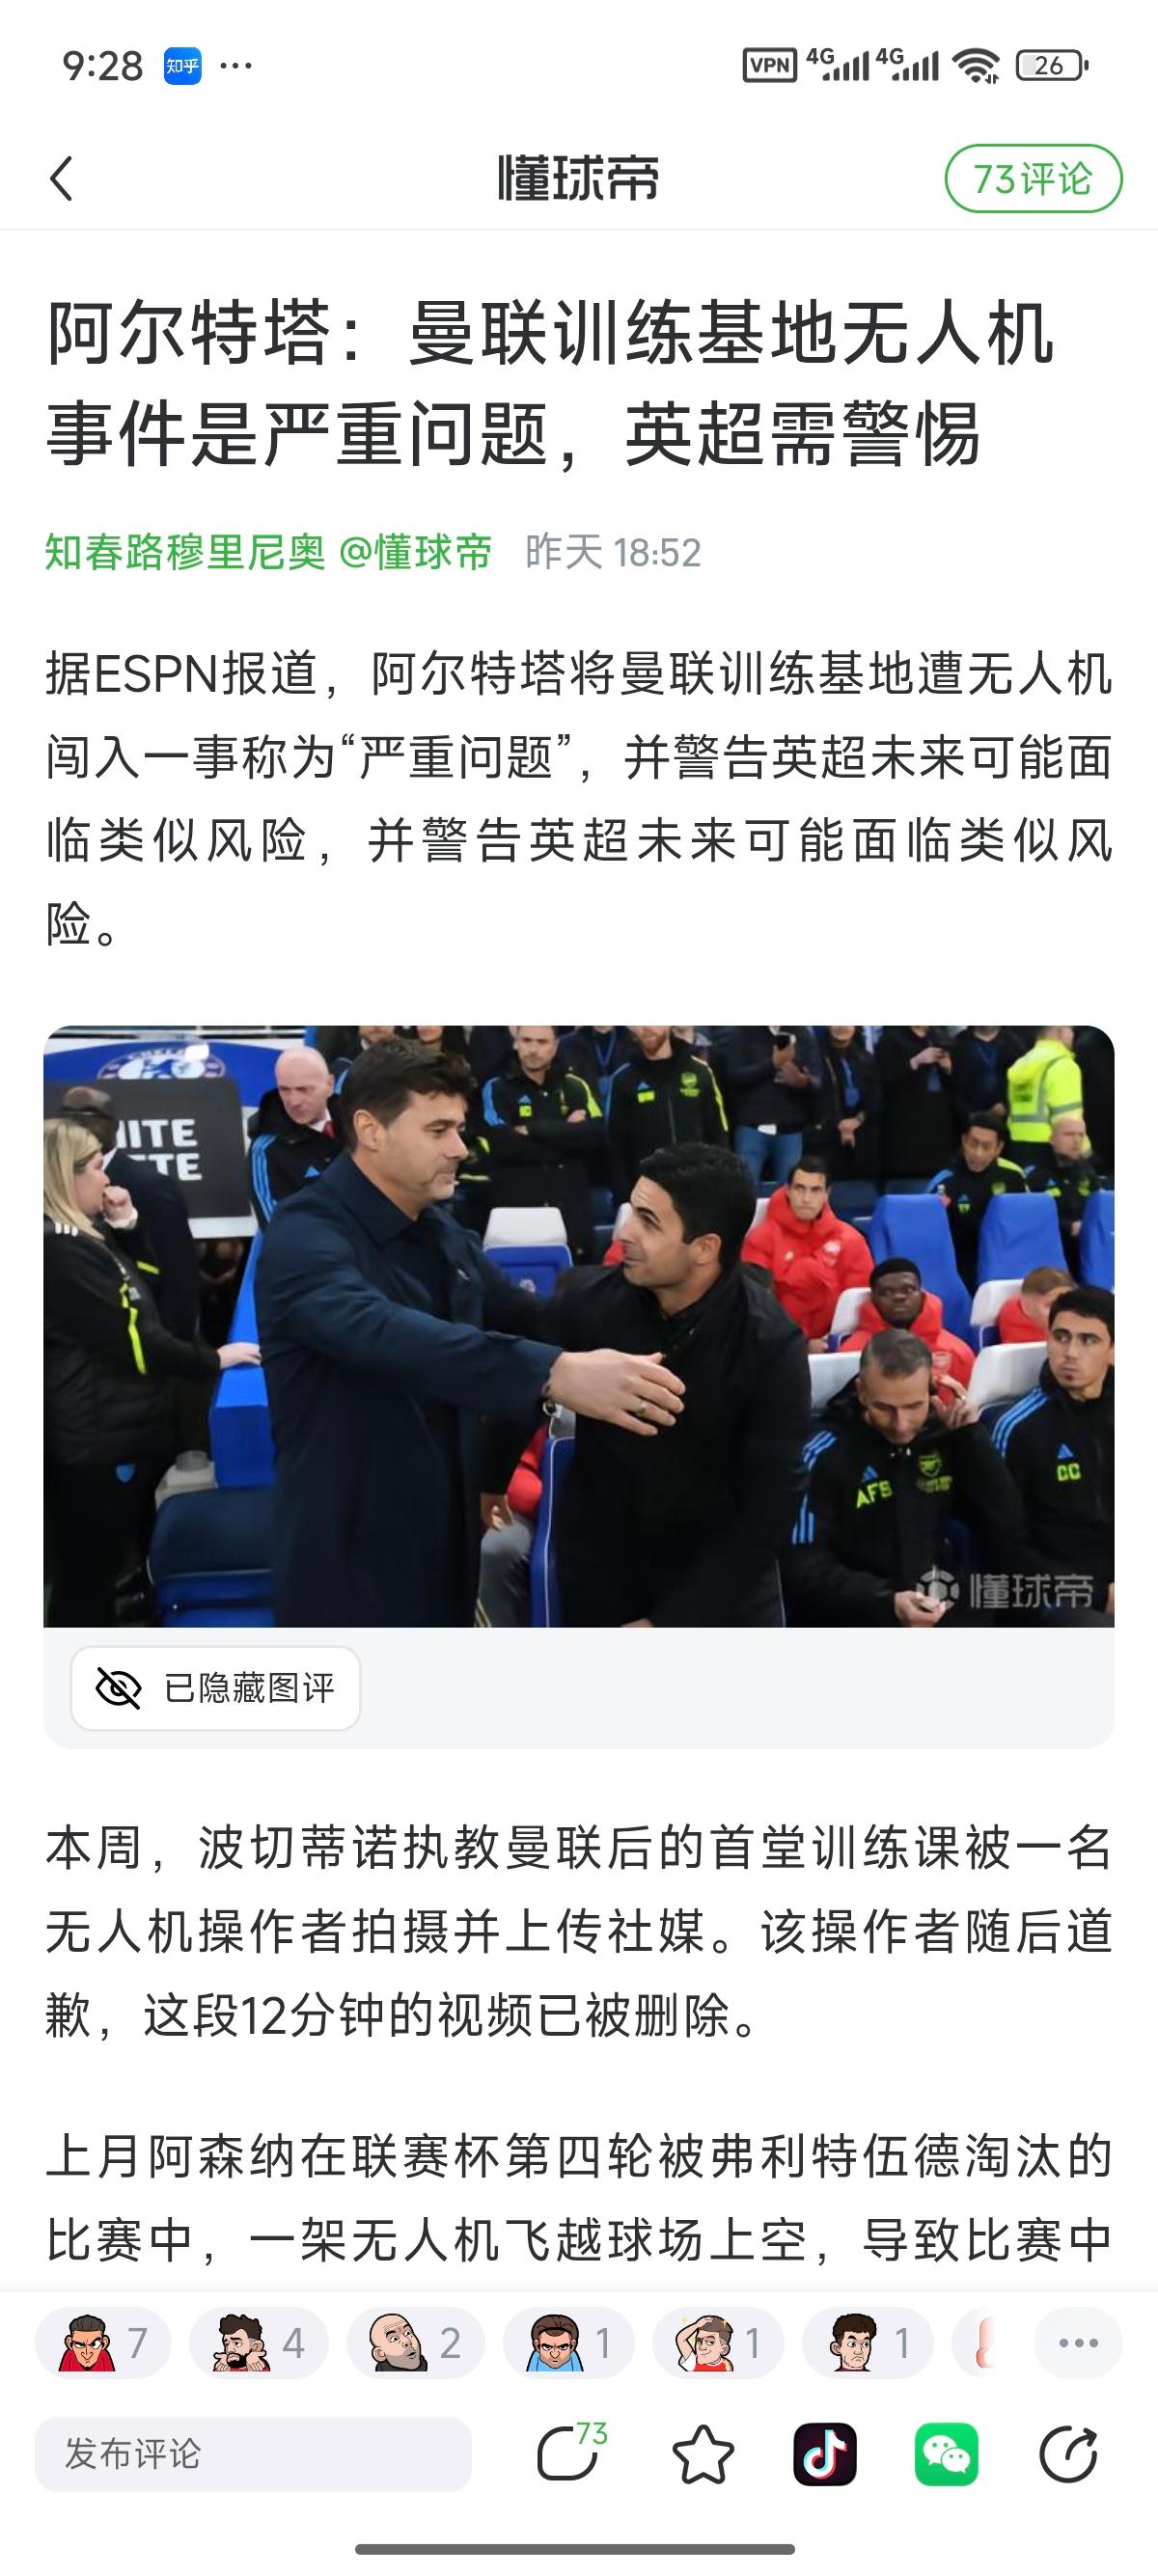 9:28 知乎 ... VPN 4G 4G 26
懂球帝 73评论
阿尔特塔：曼联训练基地无人机
事件是严重问题，英超需警惕
知春路穆里尼奥 @懂球帝 昨天 18:52
据ESPN报道，阿尔特塔将曼联训练基地遭无人机
闯入一事称为“严重问题”，并警告英超未来可能面
临类似风险，并警告英超未来可能面临类似风
险。
ITE
TE
AFS
CC
懂球帝
已隐藏图评
本周，波切蒂诺执教曼联后的首堂训练课被一名
无人机操作者拍摄并上传社媒。该操作者随后道
歉，这段12分钟的视频已被删除。
上月阿森纳在联赛杯第四轮被弗利特伍德淘汰的
比赛中，一架无人机飞越球场上空，导致比赛中
7 4 2 1 1 1 ...
发布评论 73